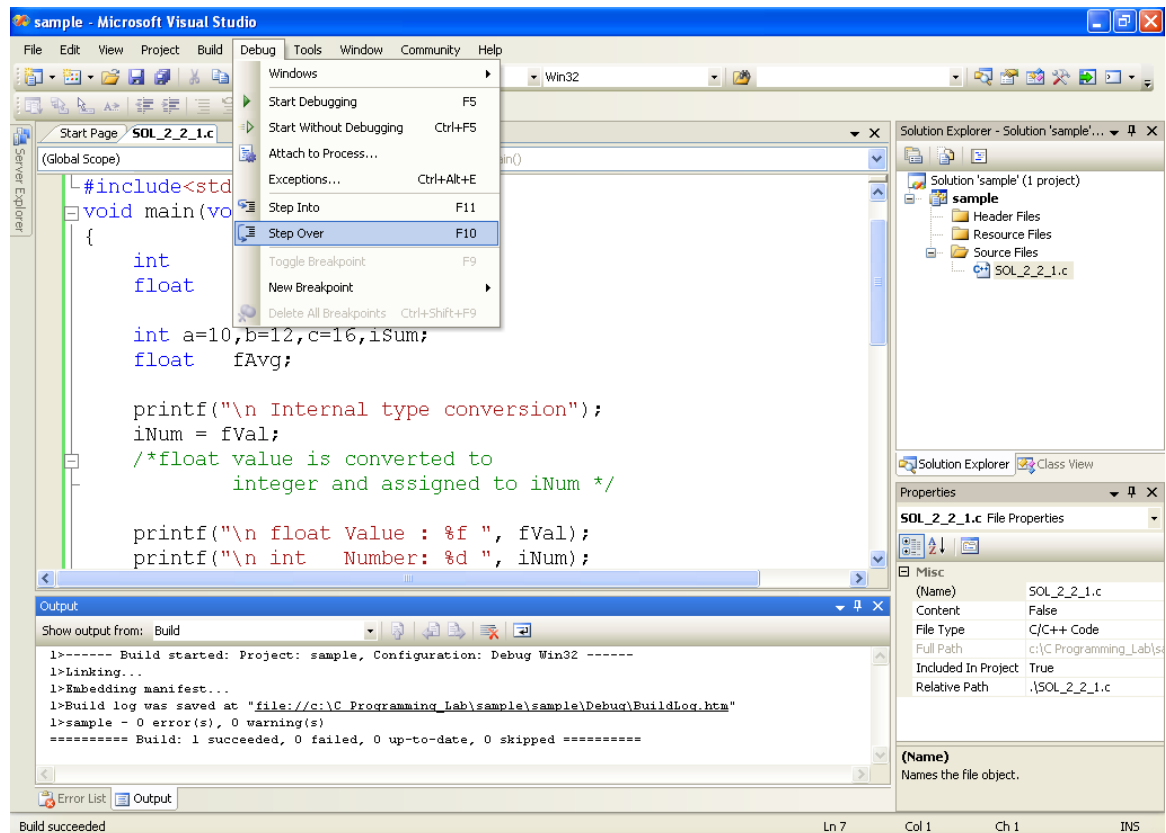 sample - Microsoft Visual Studio
File Edit View Project Build Debug Tools Window Community Help
Windows
Win32
Start Debugging F5
Start Without Debugging Ctrl+F5
Attach to Process...
Exceptions... Ctrl+Alt+E
Step Into F11
Step Over F10
Toggle Breakpoint F9
New Breakpoint
Delete All Breakpoints Ctrl+Shift+F9
Server Explorer
Start Page SOL_2_2_1.c
(Global Scope) ain()
#include<std
void main(vo
{
int
float
int a=10,b=12,c=16,iSum;
float fAvg;
printf("\n Internal type conversion");
iNum = fVal;
/*float value is converted to
integer and assigned to iNum */
printf("\n float Value : %f ", fVal);
printf("\n int Number: %d ", iNum);
Solution Explorer - Solution 'sample'...
Solution 'sample' (1 project)
sample
Header Files
Resource Files
Source Files
SOL_2_2_1.c
Solution Explorer Class View
Properties
SOL_2_2_1.c File Properties
Misc
(Name) SOL_2_2_1.c
Content False
File Type C/C++ Code
Full Path c:\C Programming_Lab\sa
Included In Project True
Relative Path .\SOL_2_2_1.c
(Name)
Names the file object.
Output
Show output from: Build
1>------ Build started: Project: sample, Configuration: Debug Win32 ------
1>Linking...
1>Embedding manifest...
1>Build log was saved at "file://c:\C Programming_Lab\sample\sample\Debug\BuildLog.htm"
1>sample - 0 error(s), 0 warning(s)
========== Build: 1 succeeded, 0 failed, 0 up-to-date, 0 skipped ==========
Error List Output
Build succeeded Ln 7 Col 1 Ch 1 INS